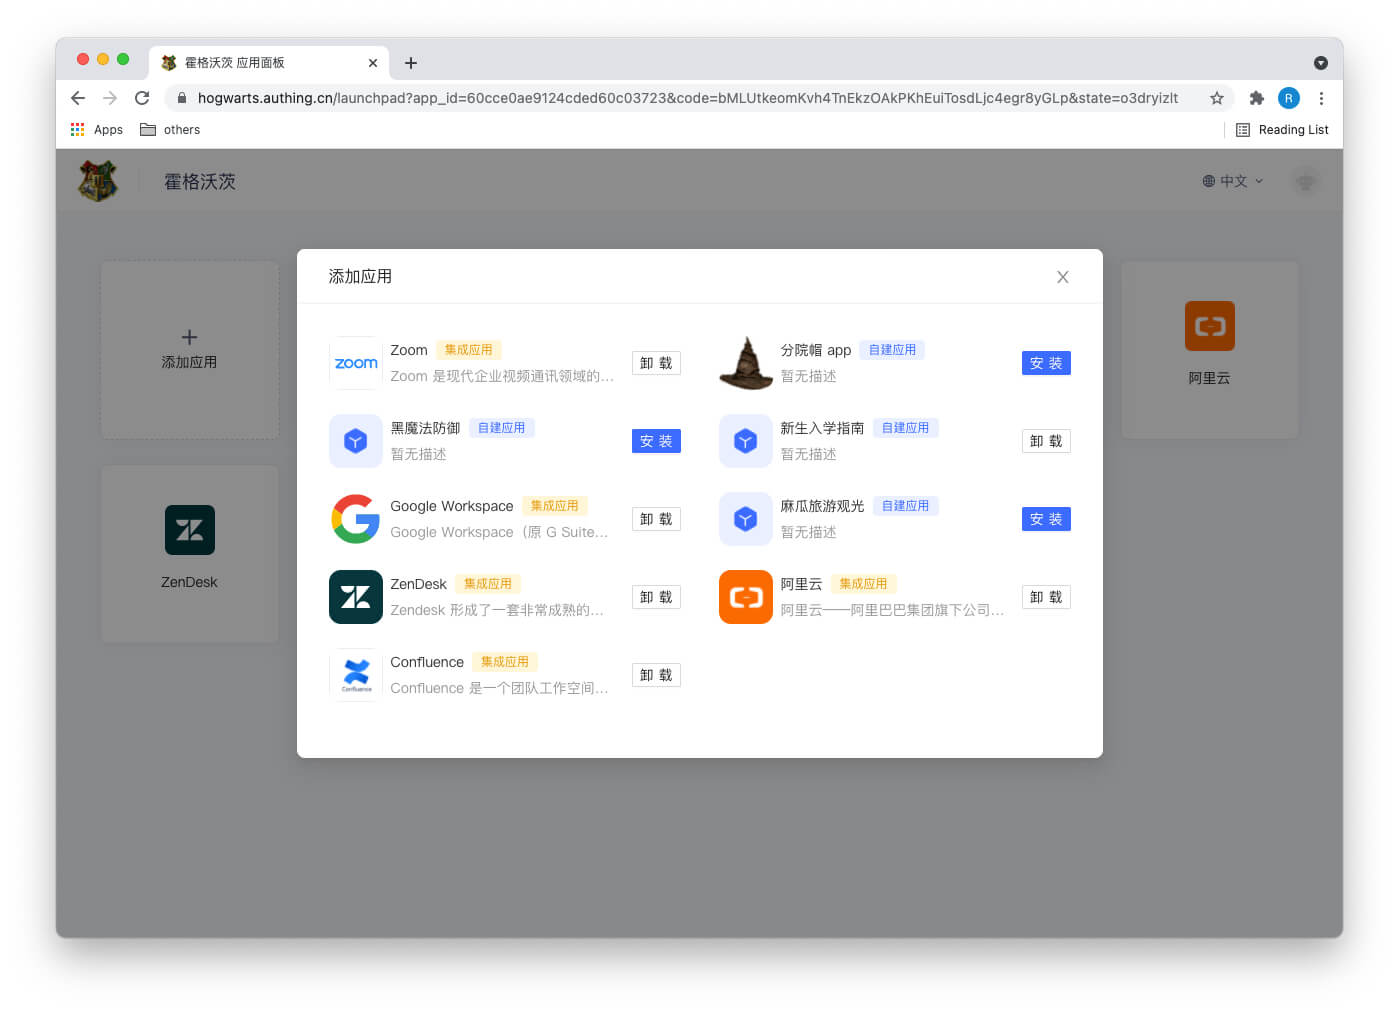 霍格沃茨 应用面板
hogwarts.authing.cn/launchpad?app_id=60cce0ae9124cded60c03723&code=bMLUtkeomKvh4TnEkzOAkPKhEuiTosdLjc4egr8yGLp&state=o3dryizlt
R
Apps
others
Reading List
霍格沃茨
中文
添加应用
zoom
Zoom
集成应用
Zoom 是现代企业视频通讯领域的...
卸 载
分院帽 app
自建应用
暂无描述
安 装
黑魔法防御
自建应用
暂无描述
安 装
新生入学指南
自建应用
暂无描述
卸 载
Google Workspace
集成应用
Google Workspace（原 G Suite...
卸 载
麻瓜旅游观光
自建应用
暂无描述
安 装
ZenDesk
集成应用
Zendesk 形成了一套非常成熟的...
卸 载
阿里云
集成应用
阿里云——阿里巴巴集团旗下公司...
卸 载
Confluence
Confluence
集成应用
Confluence 是一个团队工作空间...
卸 载
添加应用
阿里云
ZenDesk